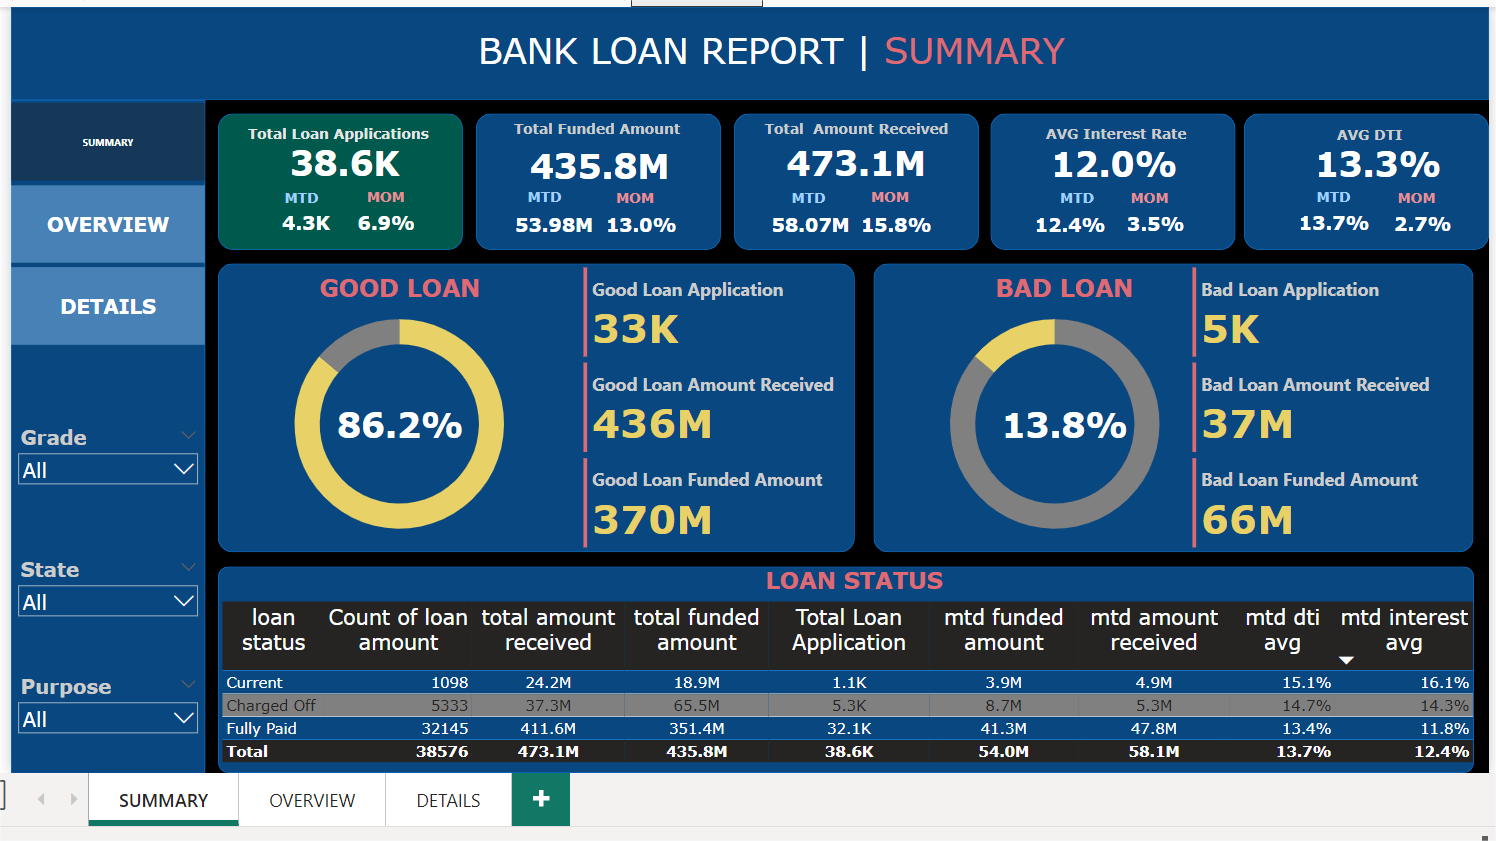 BANK LOAN REPORT | SUMMARY
SUMMARY
OVERVIEW
DETAILS
Grade
All
State
All
Purpose
All
Total Loan Applications
38.6K
MTD MOM
4.3K 6.9%
Total Funded Amount
435.8M
MTD MOM
53.98M 13.0%
Total Amount Received
473.1M
MTD MOM
58.07M 15.8%
AVG Interest Rate
12.0%
MTD MOM
12.4% 3.5%
AVG DTI
13.3%
MTD MOM
13.7% 2.7%
GOOD LOAN
86.2%
Good Loan Application
33K
Good Loan Amount Received
436M
Good Loan Funded Amount
370M
BAD LOAN
13.8%
Bad Loan Application
5K
Bad Loan Amount Received
37M
Bad Loan Funded Amount
66M
LOAN STATUS
loan Count of loan total amount total funded Total Loan mtd funded mtd amount mtd dti mtd interest
status amount received amount Application amount received avg avg
Current 1098 24.2M 18.9M 1.1K 3.9M 4.9M 15.1% 16.1%
Charged Off 5333 37.3M 65.5M 5.3K 8.7M 5.3M 14.7% 14.3%
Fully Paid 32145 411.6M 351.4M 32.1K 41.3M 47.8M 13.4% 11.8%
Total 38576 473.1M 435.8M 38.6K 54.0M 58.1M 13.7% 12.4%
SUMMARY OVERVIEW DETAILS +